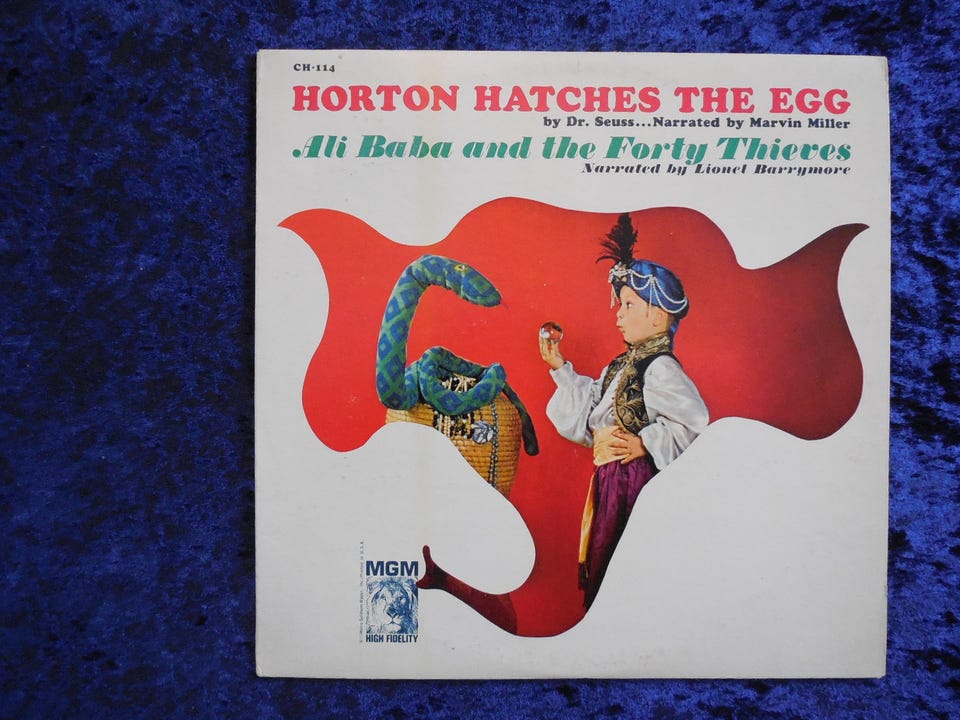 CH-114
HORTON HATCHES THE EGG
by Dr. Seuss...Narrated by Marvin Miller
Ali Baba and the Forty Thieves
Narrated by Lionel Barrymore
MGM
HIGH FIDELITY